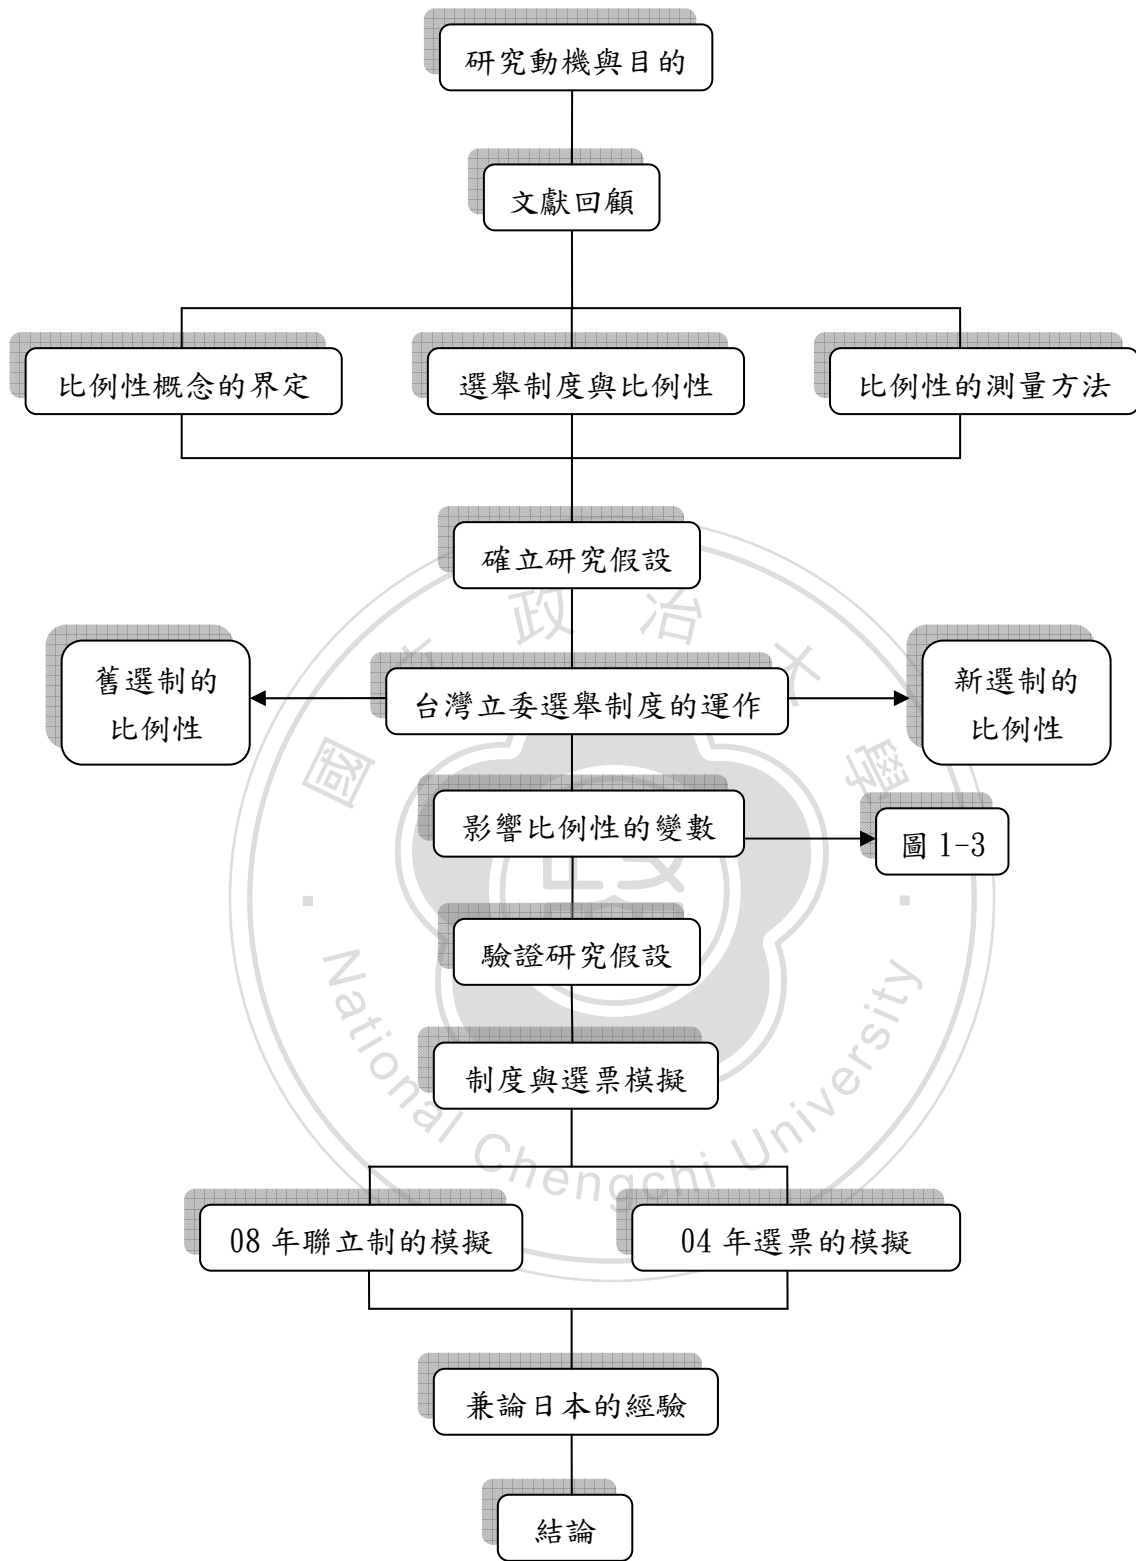 研究動機與目的
文獻回顧
比例性概念的界定
選舉制度與比例性
比例性的測量方法
確立研究假設
舊選制的
比例性
台灣立委選舉制度的運作
新選制的
比例性
影響比例性的變數
圖 1-3
驗證研究假設
制度與選票模擬
08 年聯立制的模擬
04 年選票的模擬
兼論日本的經驗
結論
國立政治大學
National Chengchi University